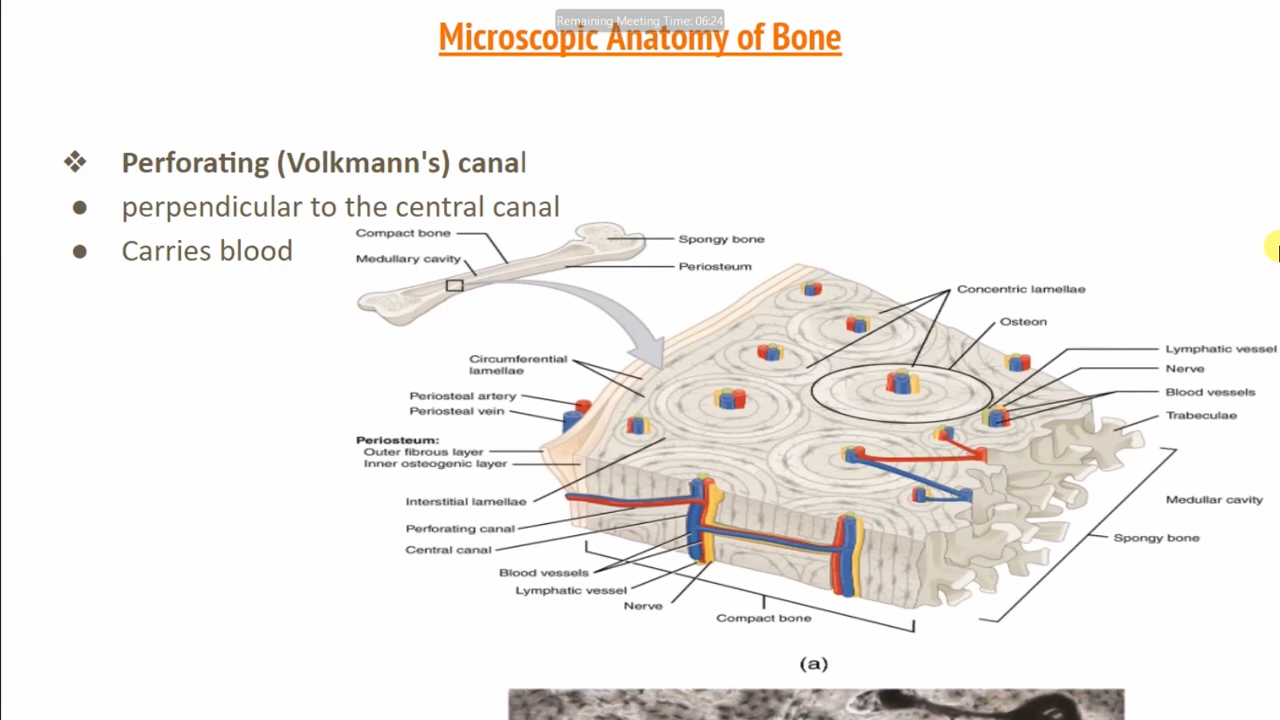 Remaining Meeting Time: 06:24
Microscopic Anatomy of Bone
❖ Perforating (Volkmann's) canal
● perpendicular to the central canal
● Carries blood
Compact bone
Spongy bone
Medullary cavity
Periosteum
Concentric lamellae
Osteon
Circumferential
lamellae
Lymphatic vessel
Nerve
Blood vessels
Trabeculae
Periosteal artery
Periosteal vein
Periosteum:
Outer fibrous layer
Inner osteogenic layer
Interstitial lamellae
Medullar cavity
Perforating canal
Spongy bone
Central canal
Blood vessels
Lymphatic vessel
Nerve
Compact bone
(a)